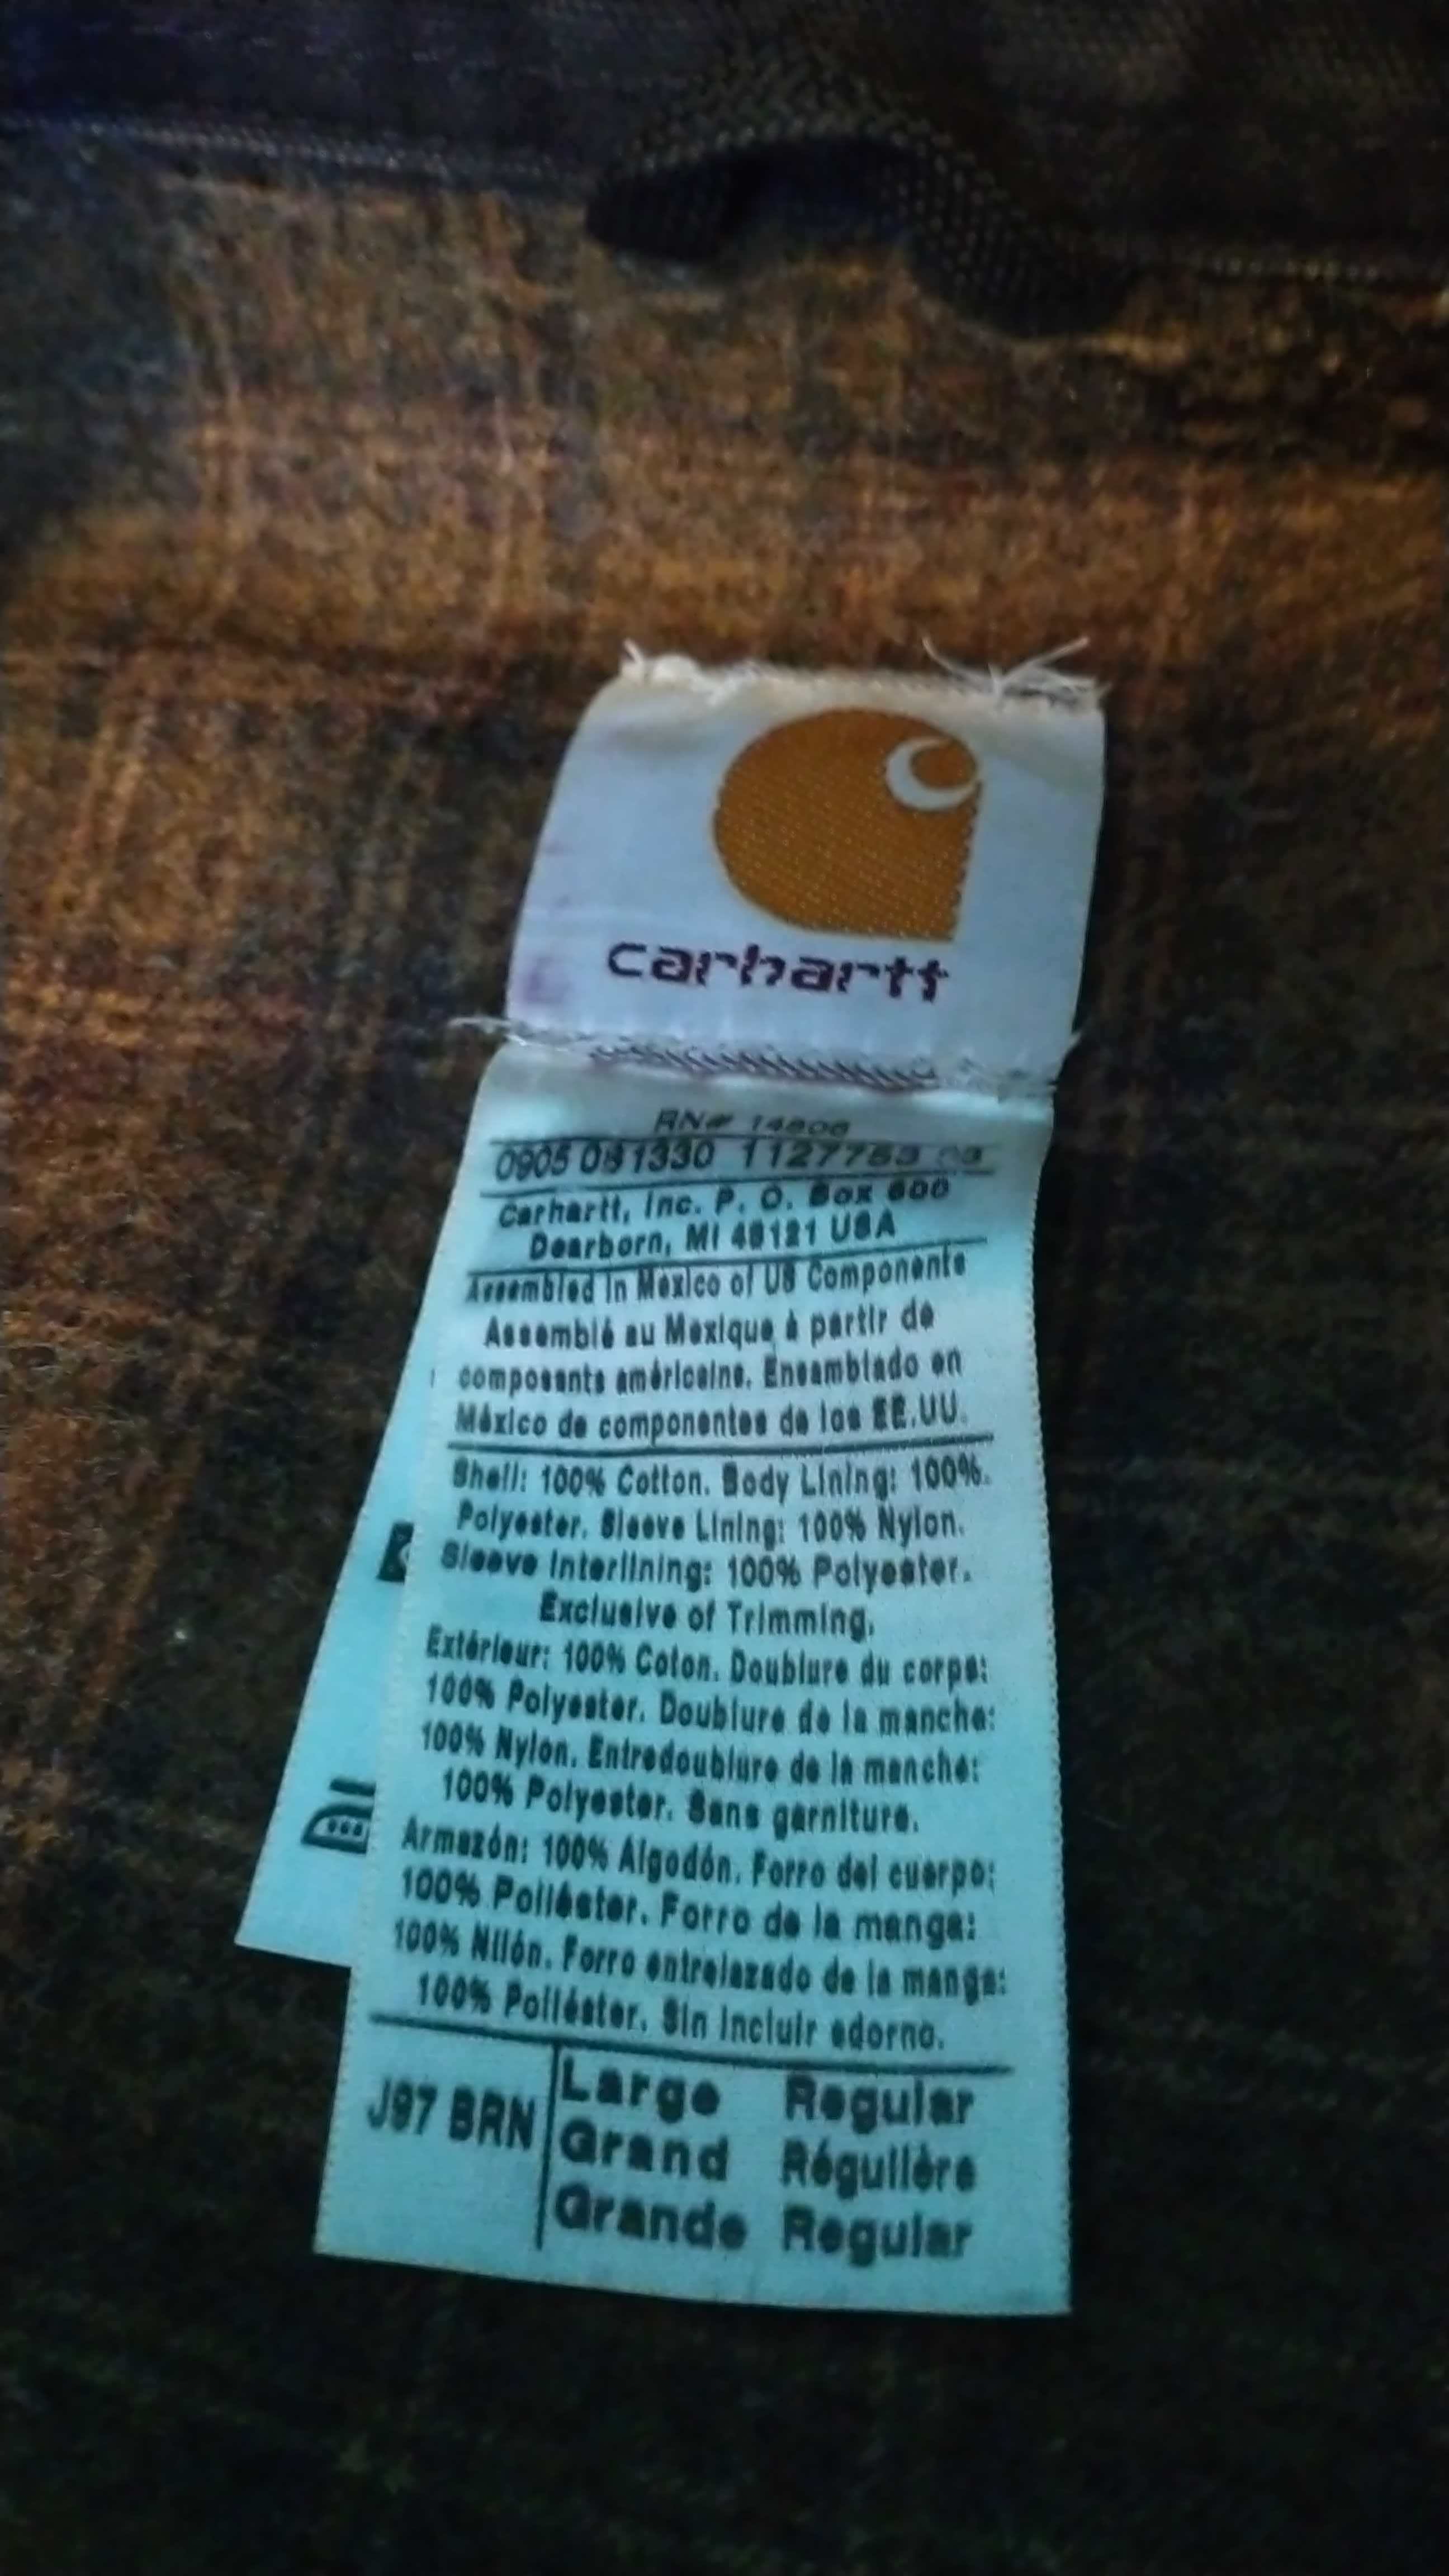 carhartt
RN# 14806
0905 081330 1127753 03
Carhartt, Inc. P. O. Box 600
Dearborn, MI 48121 USA
Assembled in Mexico of US Components
Assemblé au Mexique à partir de
composants américains. Ensamblado en
México de componentes de los EE.UU.
Shell: 100% Cotton. Body Lining: 100%
Polyester. Sleeve Lining: 100% Nylon.
Sleeve Interlining: 100% Polyester.
Exclusive of Trimming.
Extérieur: 100% Coton. Doublure du corps:
100% Polyester. Doublure de la manche:
100% Nylon. Entredoublure de la manche:
100% Polyester. Sans garniture.
Armazón: 100% Algodón. Forro del cuerpo:
100% Poliéster. Forro de la manga:
100% Nilón. Forro entrelazado de la manga:
100% Poliéster. Sin incluir adorno.
J97 BRN
Large Regular
Grand Régulière
Grande Regular